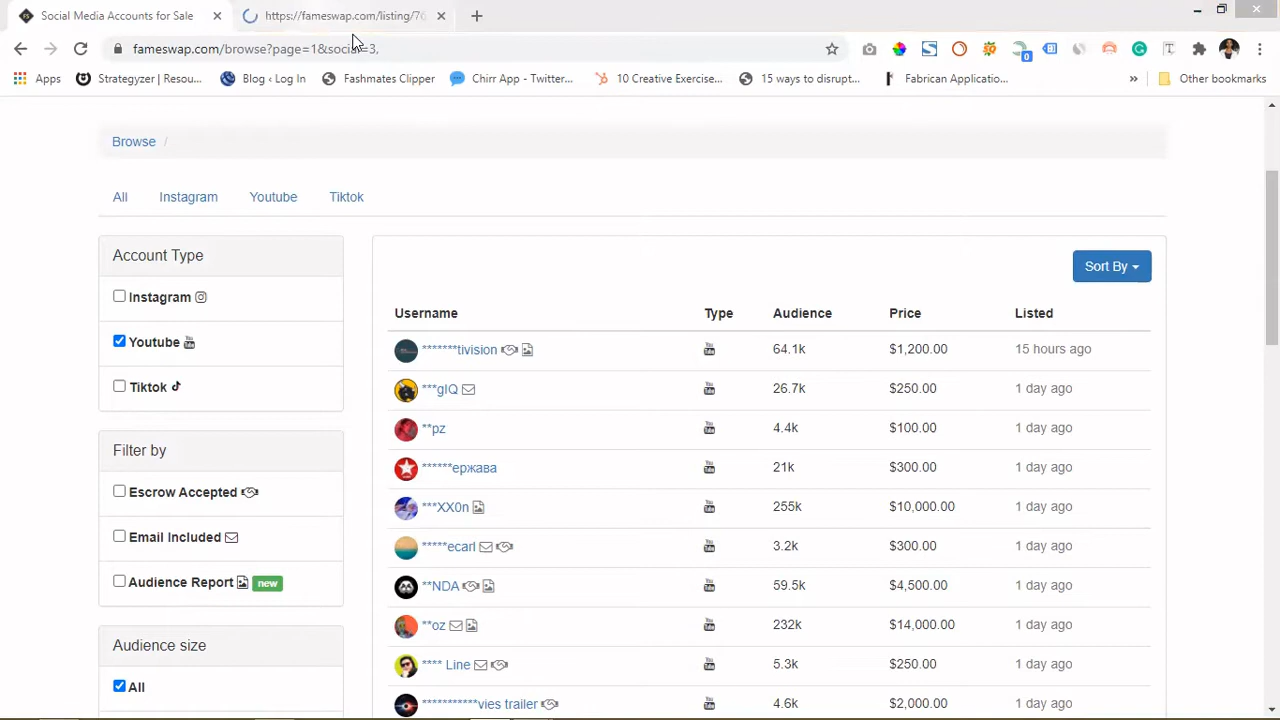 Social Media Accounts for Sale
https://fameswap.com/listing/70
fameswap.com/browse?page=1&social=3,
Apps
Strategyzer | Resou...
Blog ‹ Log In
Fashmates Clipper
Chirr App - Twitter...
10 Creative Exercise...
15 ways to disrupt...
Fabrican Applicatio...
» Other bookmarks
Browse /
All Instagram Youtube Tiktok
Account Type
Instagram
Youtube
Tiktok
Filter by
Escrow Accepted
Email Included
Audience Report new
Audience size
All
Sort By
Username Type Audience Price Listed
*******tivision 64.1k $1,200.00 15 hours ago
***gIQ 26.7k $250.00 1 day ago
**pz 4.4k $100.00 1 day ago
******ержава 21k $300.00 1 day ago
***XX0n 255k $10,000.00 1 day ago
*****ecarl 3.2k $300.00 1 day ago
**NDA 59.5k $4,500.00 1 day ago
**oz 232k $14,000.00 1 day ago
**** Line 5.3k $250.00 1 day ago
***********vies trailer 4.6k $2,000.00 1 day ago